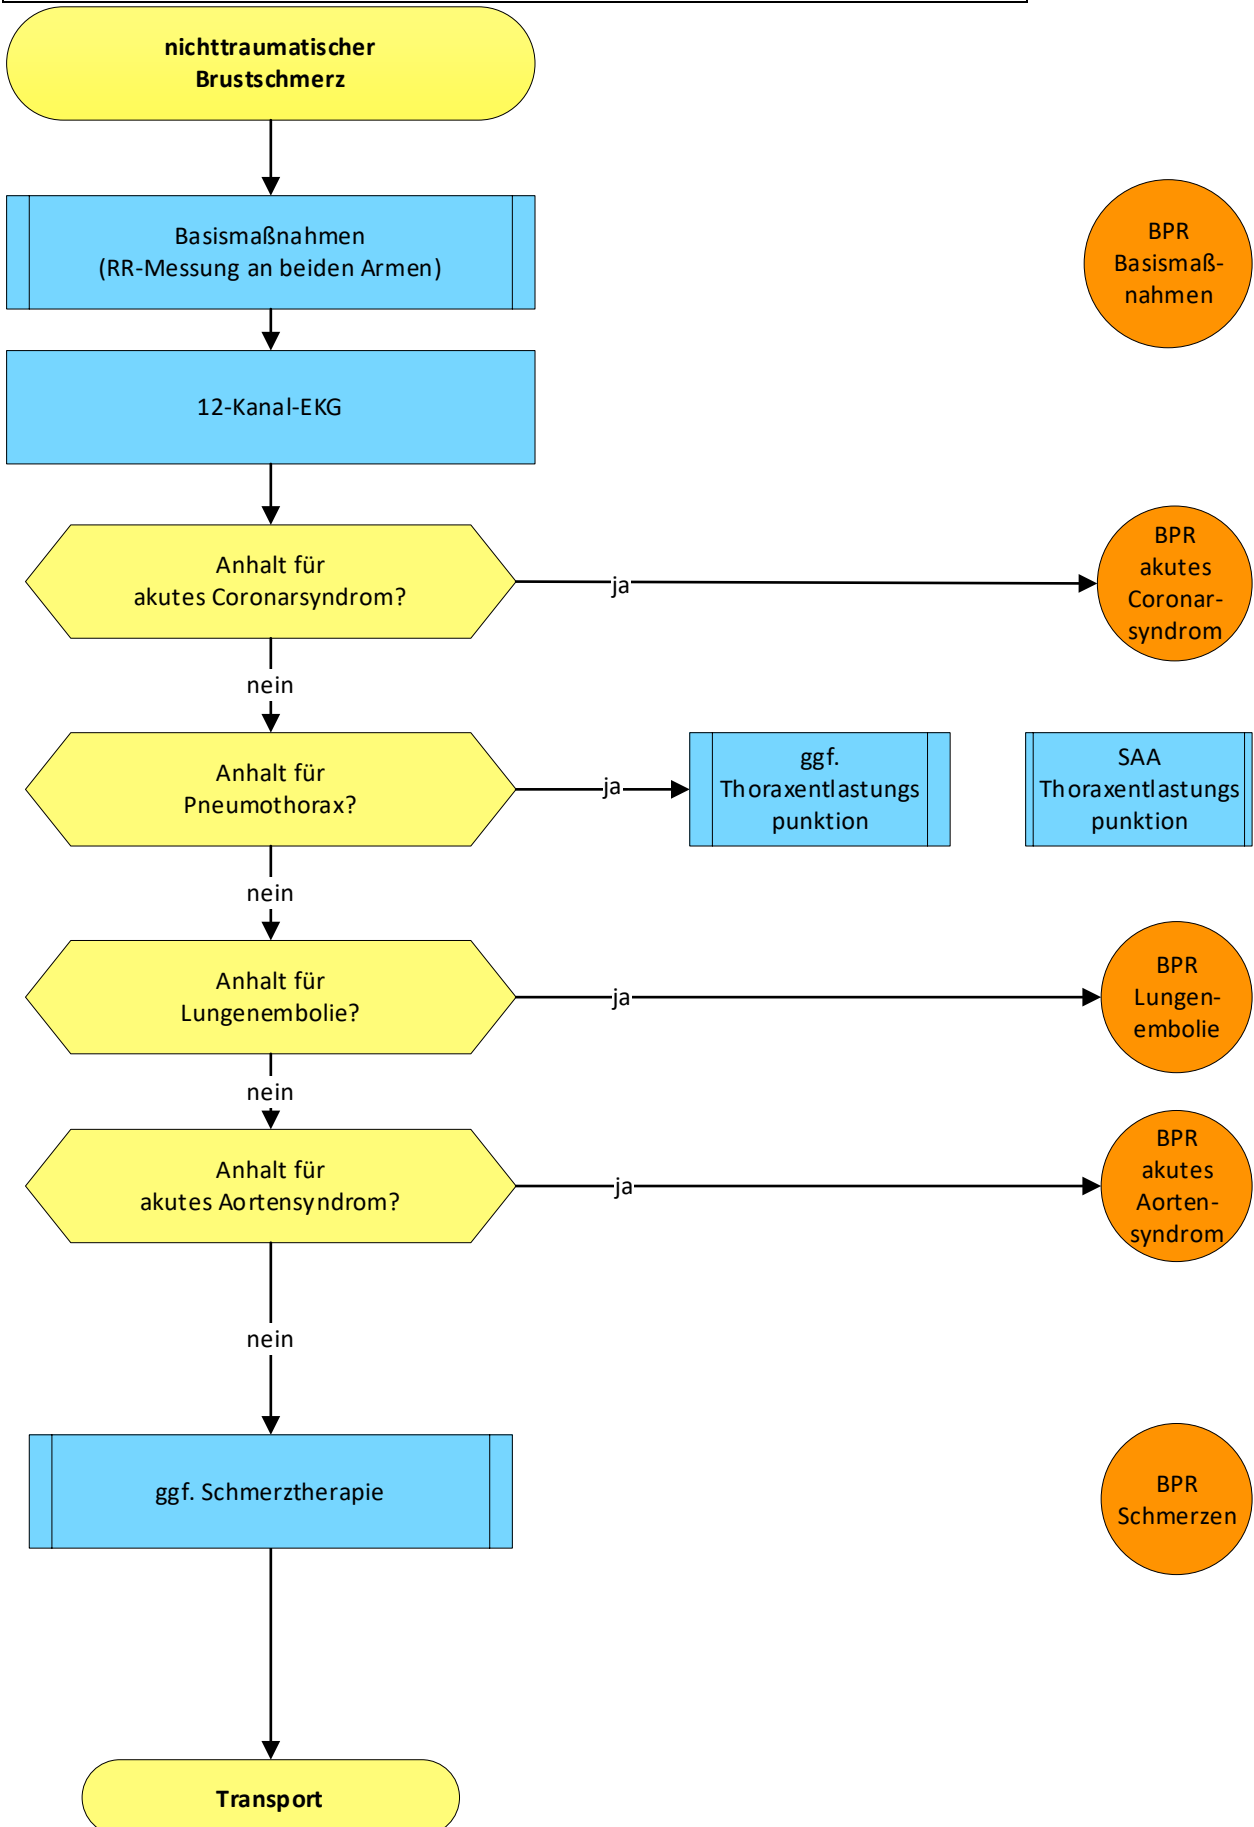 nichttraumatischer
Brustschmerz
Basismaßnahmen
(RR-Messung an beiden Armen)
BPR
Basismaß-
nahmen
12-Kanal-EKG
Anhalt für
akutes Coronarsyndrom?
ja
BPR
akutes
Coronar-
syndrom
nein
Anhalt für
Pneumothorax?
ja
ggf.
Thoraxentlastungs
punktion
SAA
Thoraxentlastungs
punktion
nein
Anhalt für
Lungenembolie?
ja
BPR
Lungen-
embolie
nein
Anhalt für
akutes Aortensyndrom?
ja
BPR
akutes
Aorten-
syndrom
nein
ggf. Schmerztherapie
BPR
Schmerzen
Transport